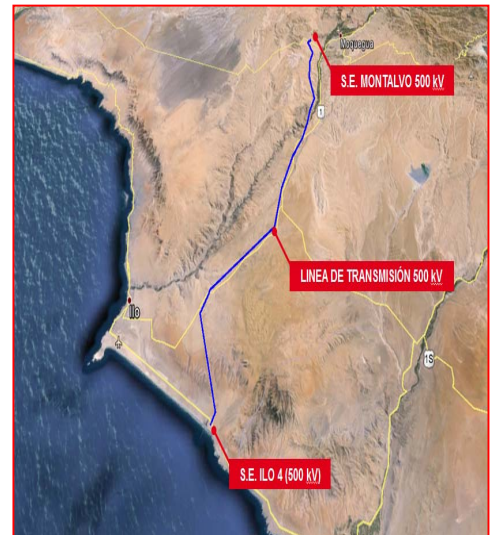 Moquegua
S.E. MONTALVO 500 kV
1
LINEA DE TRANSMISIÓN 500 kV
Ilo
1S
S.E. ILO 4 (500 kV)